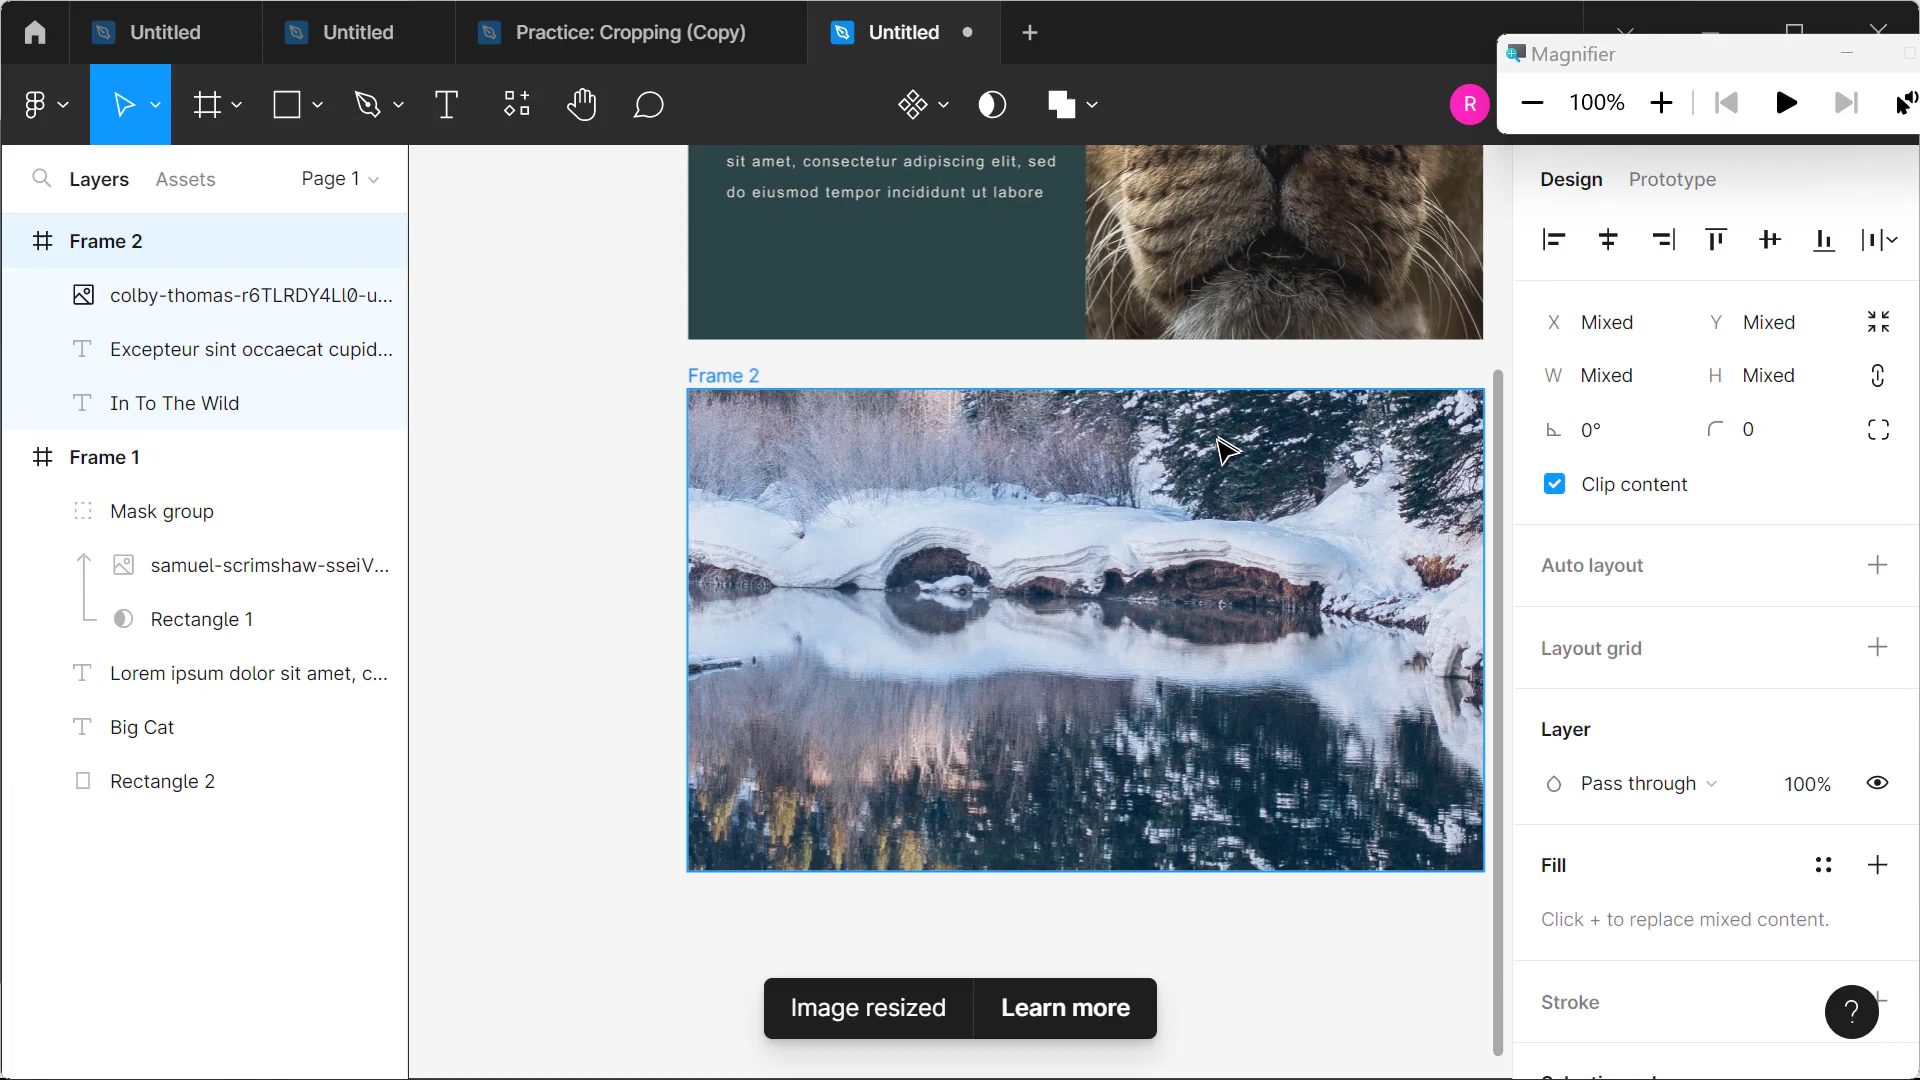 Untitled
Untitled
Practice: Cropping (Copy)
Untitled
Magnifier
100%
R
Layers
Assets
Page 1
Design
Prototype
sit amet, consectetur adipiscing elit, sed
do eiusmod tempor incididunt ut labore
Frame 2
colby-thomas-r6TLRDY4Ll0-u...
Excepteur sint occaecat cupid...
In To The Wild
Frame 1
Mask group
samuel-scrimshaw-sseiV...
Rectangle 1
Lorem ipsum dolor sit amet, c...
Big Cat
Rectangle 2
Frame 2
X Mixed
Y Mixed
W Mixed
H Mixed
0°
0
Clip content
Auto layout
Layout grid
Layer
Pass through
100%
Fill
Click + to replace mixed content.
Stroke
?
Image resized
Learn more